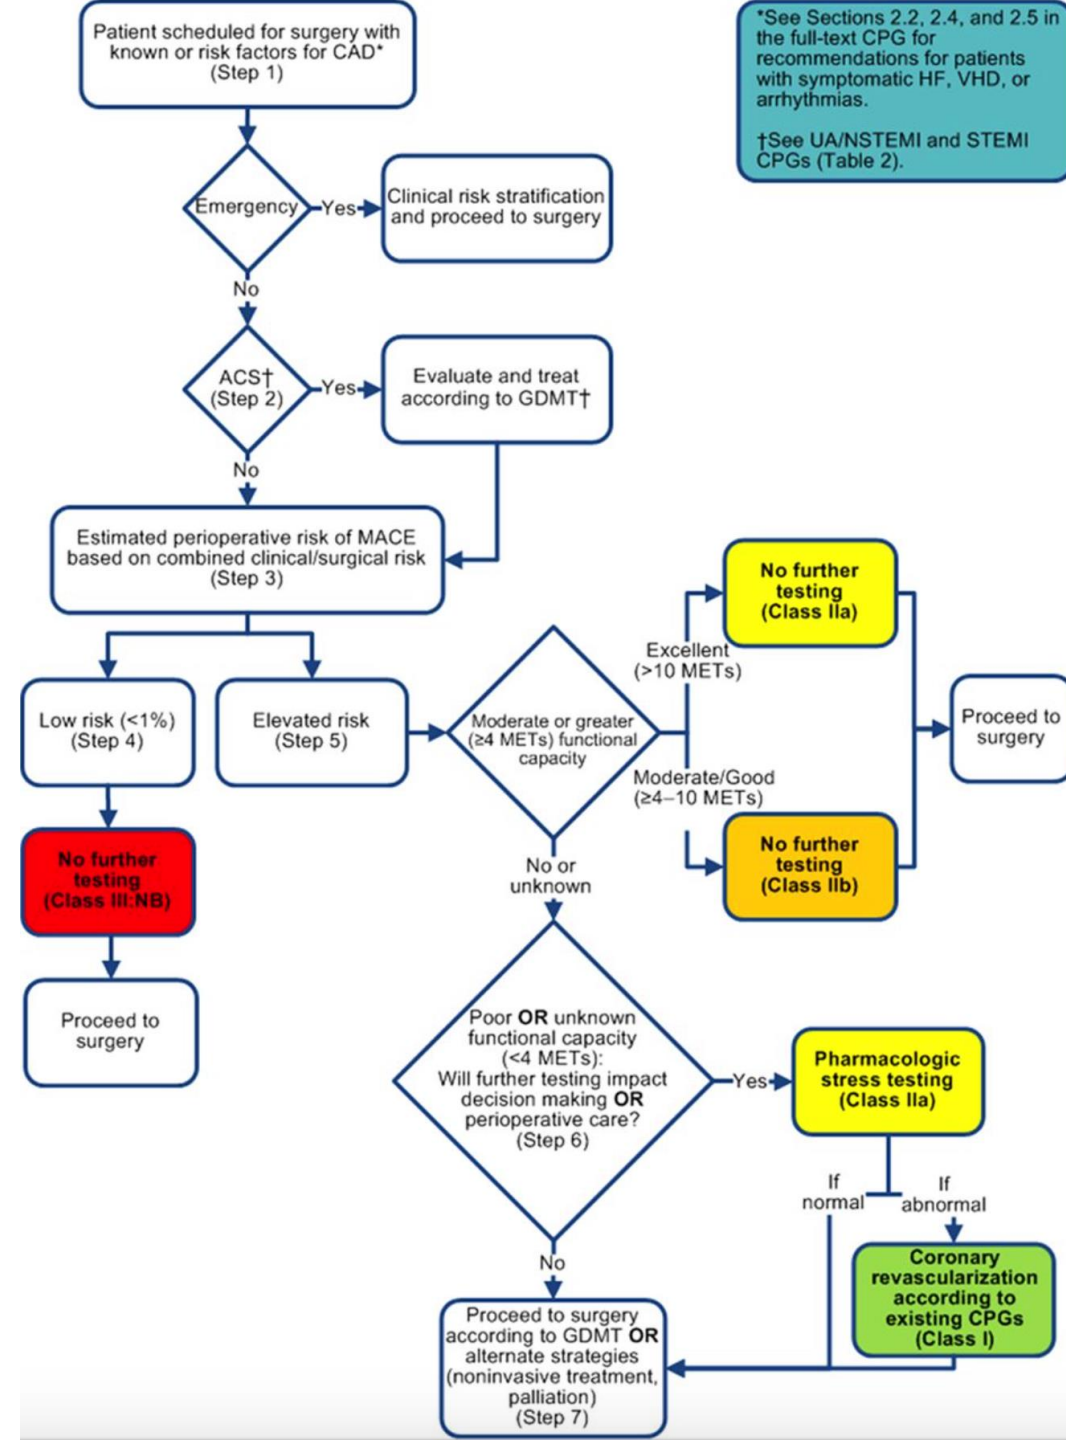 Patient scheduled for surgery with
known or risk factors for CAD*
(Step 1)
*See Sections 2.2, 2.4, and 2.5 in
the full-text CPG for
recommendations for patients
with symptomatic HF, VHD, or
arrhythmias.
†See UA/NSTEMI and STEMI
CPGs (Table 2).
Emergency
Yes
Clinical risk stratification
and proceed to surgery
No
ACS†
(Step 2)
Yes
Evaluate and treat
according to GDMT†
No
Estimated perioperative risk of MACE
based on combined clinical/surgical risk
(Step 3)
Low risk (<1%)
(Step 4)
No further
testing
(Class III:NB)
Proceed to
surgery
Elevated risk
(Step 5)
Moderate or greater
(≥4 METs) functional
capacity
Excellent
(>10 METs)
No further
testing
(Class IIa)
Moderate/Good
(≥4–10 METs)
No further
testing
(Class IIb)
Proceed to
surgery
No or
unknown
Poor OR unknown
functional capacity
(<4 METs):
Will further testing impact
decision making OR
perioperative care?
(Step 6)
Yes
Pharmacologic
stress testing
(Class IIa)
If
normal
If
abnormal
Coronary
revascularization
according to
existing CPGs
(Class I)
No
Proceed to surgery
according to GDMT OR
alternate strategies
(noninvasive treatment,
palliation)
(Step 7)